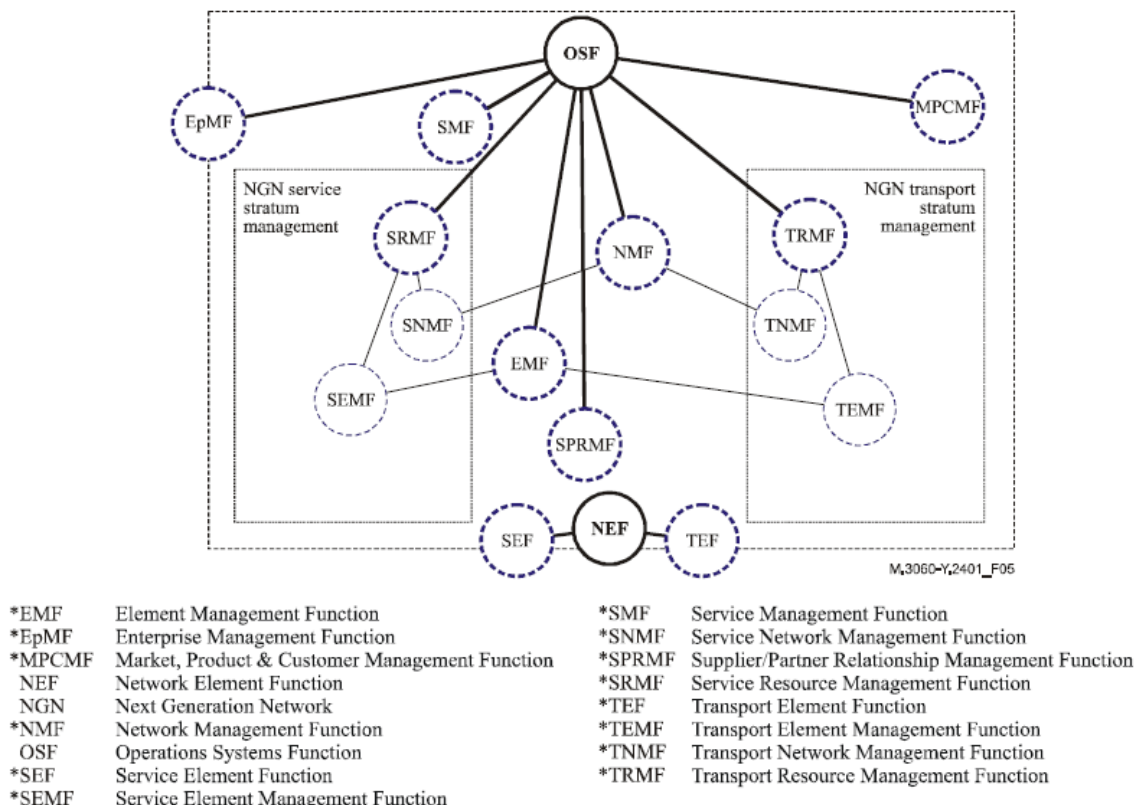 OSF
EpMF
SMF
MPCMF
NGN service
stratum
management
NGN transport
stratum
management
SRMF
NMF
TRMF
SNMF
TNMF
EMF
SEMF
TEMF
SPRMF
SEF
NEF
TEF
M.3060-Y.2401_F05
*EMF Element Management Function
*EpMF Enterprise Management Function
*MPCMF Market, Product & Customer Management Function
NEF Network Element Function
NGN Next Generation Network
*NMF Network Management Function
OSF Operations Systems Function
*SEF Service Element Function
*SEMF Service Element Management Function
*SMF Service Management Function
*SNMF Service Network Management Function
*SPRMF Supplier/Partner Relationship Management Function
*SRMF Service Resource Management Function
*TEF Transport Element Function
*TEMF Transport Element Management Function
*TNMF Transport Network Management Function
*TRMF Transport Resource Management Function